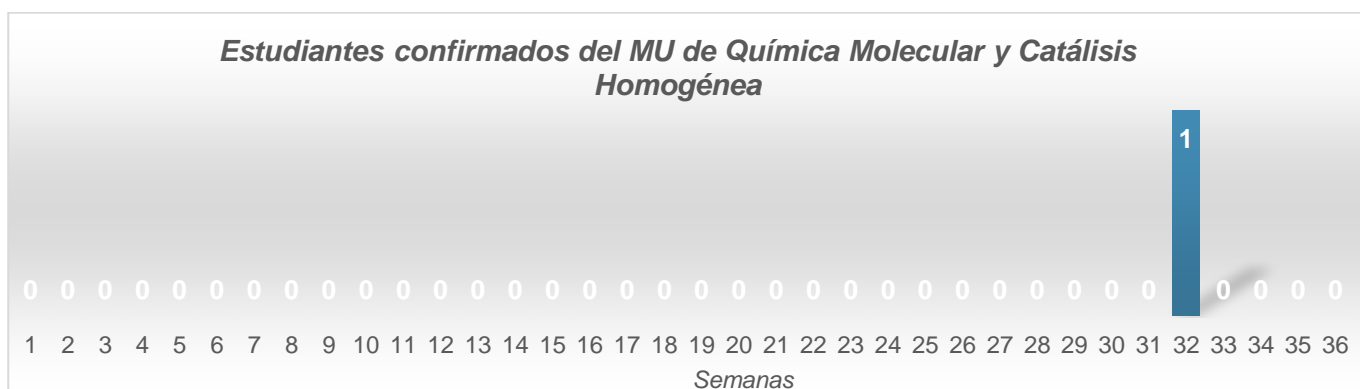 Estudiantes confirmados del MU de Química Molecular y Catálisis
Homogénea
1
0 0 0 0 0 0 0 0 0 0 0 0 0 0 0 0 0 0 0 0 0 0 0 0 0 0 0 0 0 0 0 0 0 0 0
1 2 3 4 5 6 7 8 9 10 11 12 13 14 15 16 17 18 19 20 21 22 23 24 25 26 27 28 29 30 31 32 33 34 35 36
Semanas